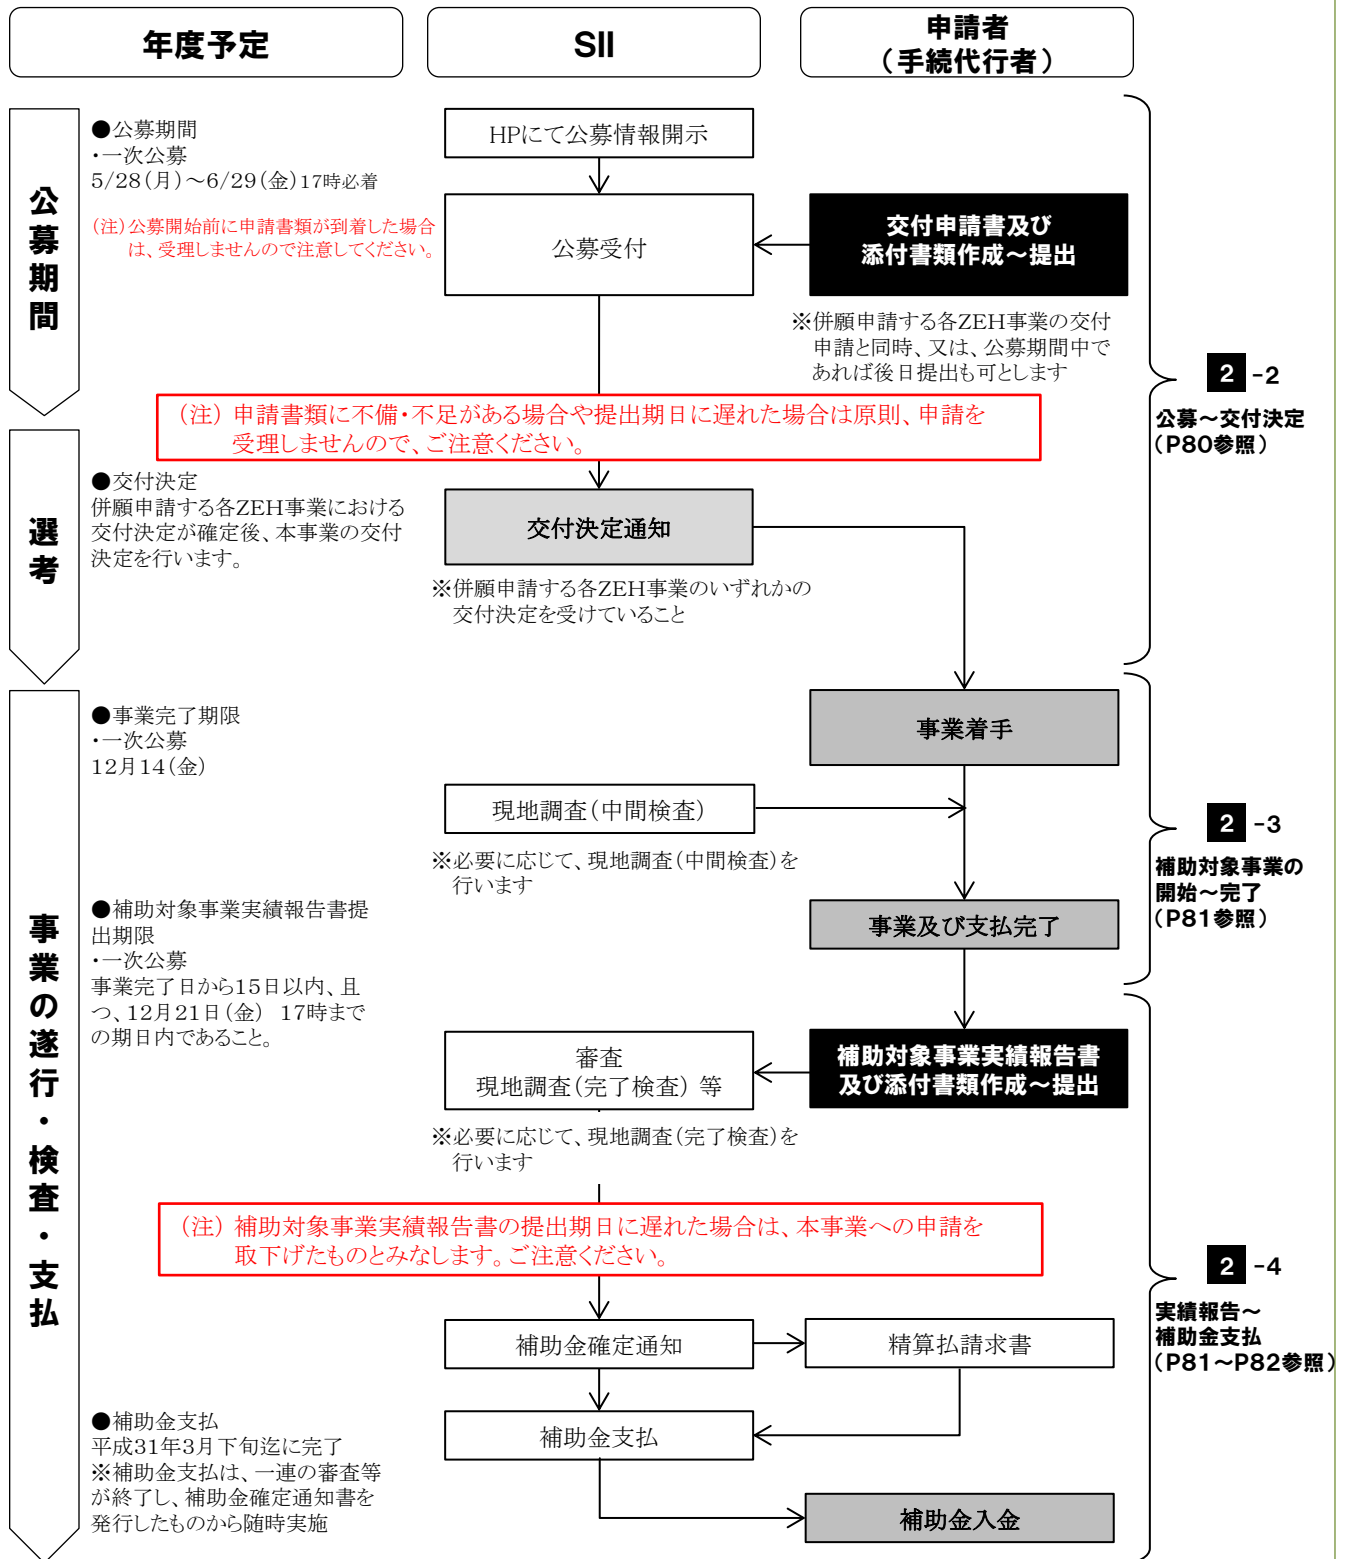 年度予定
SII
申請者
（手続代行者）
公募期間
●公募期間
・一次公募
5/28(月)～6/29(金)17時必着
(注)公募開始前に申請書類が到着した場合
は、受理しませんので注意してください。
HPにて公募情報開示
公募受付
交付申請書及び
添付書類作成～提出
※併願申請する各ZEH事業の交付
申請と同時、又は、公募期間中で
あれば後日提出も可とします
(注) 申請書類に不備・不足がある場合や提出期日に遅れた場合は原則、申請を
受理しませんので、ご注意ください。
2 -2
公募～交付決定
(P80参照)
選考
●交付決定
併願申請する各ZEH事業における
交付決定が確定後、本事業の交付
決定を行います。
交付決定通知
※併願申請する各ZEH事業のいずれかの
交付決定を受けていること
事業の遂行・検査・支払
●事業完了期限
・一次公募
12月14(金)
事業着手
現地調査(中間検査)
※必要に応じて、現地調査(中間検査)を
行います
事業及び支払完了
2 -3
補助対象事業の
開始～完了
(P81参照)
●補助対象事業実績報告書提
出期限
・一次公募
事業完了日から15日以内、且
つ、12月21日(金) 17時まで
の期日内であること。
審査
現地調査(完了検査) 等
補助対象事業実績報告書
及び添付書類作成～提出
※必要に応じて、現地調査(完了検査)を
行います
(注) 補助対象事業実績報告書の提出期日に遅れた場合は、本事業への申請を
取下げたものとみなします。ご注意ください。
2 -4
実績報告～
補助金支払
(P81～P82参照)
補助金確定通知
精算払請求書
●補助金支払
平成31年3月下旬迄に完了
※補助金支払は、一連の審査等
が終了し、補助金確定通知書を
発行したものから随時実施
補助金支払
補助金入金